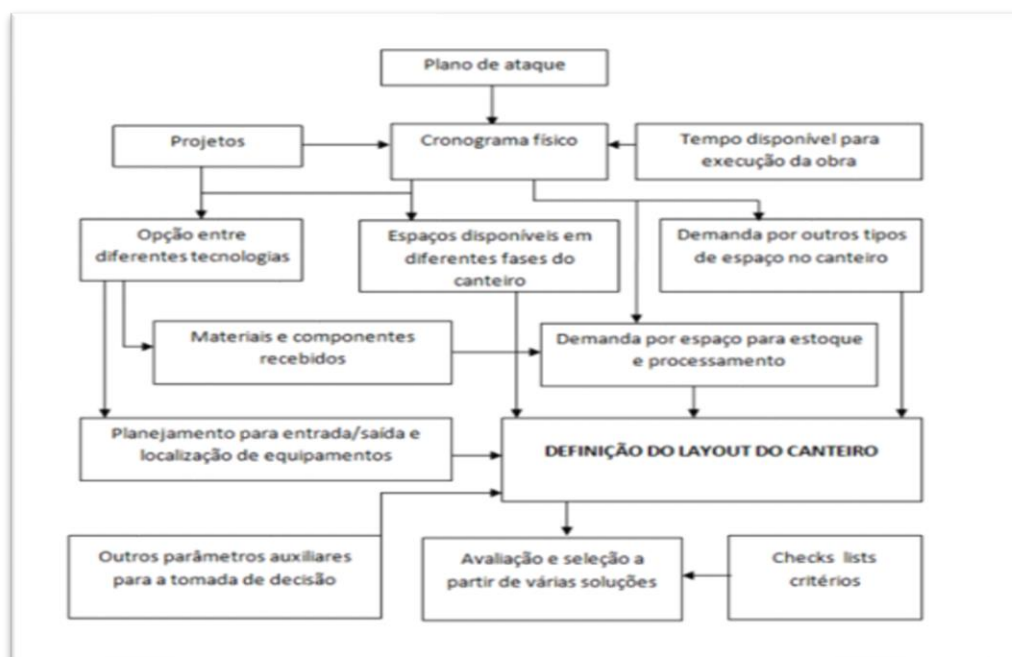 Plano de ataque
Projetos
Cronograma físico
Tempo disponível para
execução da obra
Opção entre
diferentes tecnologias
Espaços disponíveis em
diferentes fases do
canteiro
Demanda por outros tipos
de espaço no canteiro
Materiais e componentes
recebidos
Demanda por espaço para estoque
e processamento
Planejamento para entrada/saída e
localização de equipamentos
DEFINIÇÃO DO LAYOUT DO CANTEIRO
Outros parâmetros auxiliares
para a tomada de decisão
Avaliação e seleção a
partir de várias soluções
Checks lists
critérios